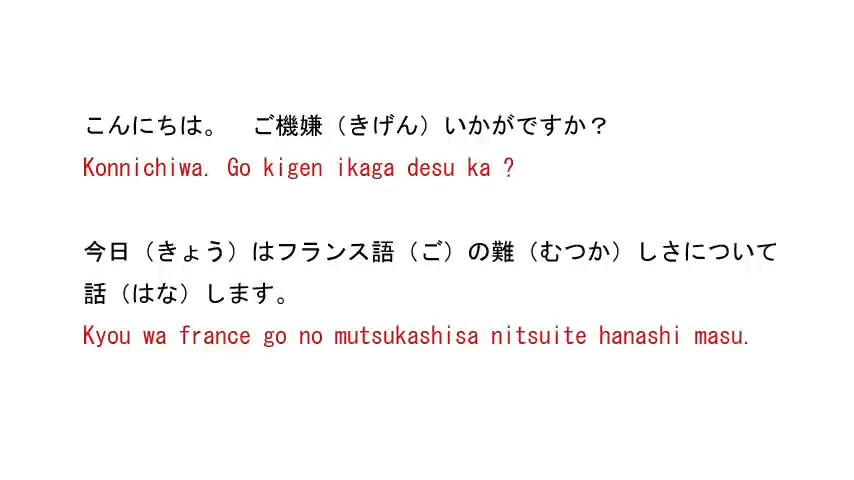 こんにちは。　ご機嫌（きげん）いかがですか？
Konnichiwa. Go kigen ikaga desu ka ?
今日（きょう）はフランス語（ご）の難（むつか）しさについて
話（はな）します。
Kyou wa france go no mutsukashisa nitsuite hanashi masu.